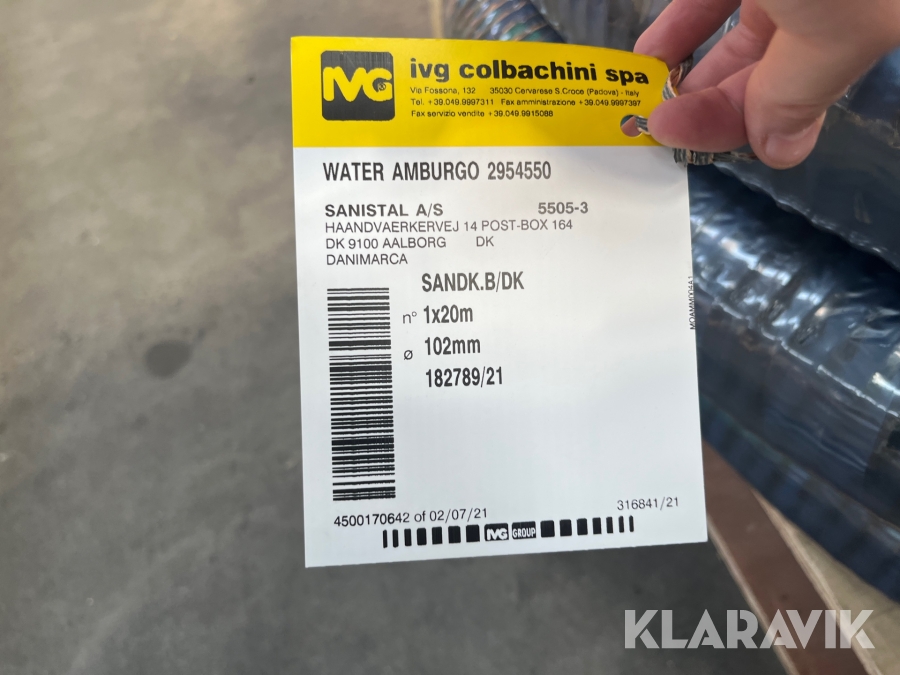 IVG
ivg colbachini spa
Via Fossona, 132 35030 Cervarese S.Croce (Padova) - Italy
Tel. +39.049.9997311 Fax amministrazione +39.049.9997397
Fax servizio vendite +39.049.9915088
WATER AMBURGO 2954550
SANISTAL A/S 5505-3
HAANDVAERKERVEJ 14 POST-BOX 164
DK 9100 AALBORG DK
DANIMARCA
SANDK.B/DK
n° 1x20m
ø 102mm
182789/21
4500170642 of 02/07/21 316841/21
IVG GROUP
KLARAVIK